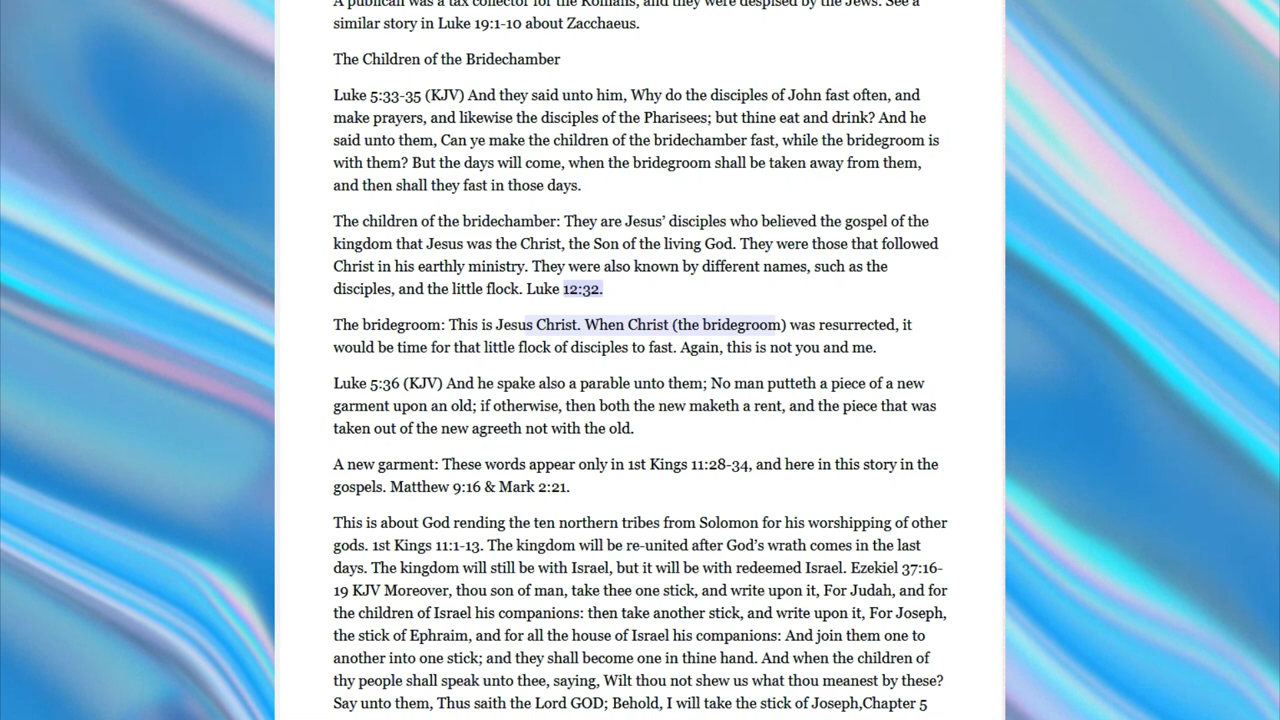 A publican was a tax collector for the Romans, and they were despised by the Jews. See a
similar story in Luke 19:1-10 about Zacchaeus.
The Children of the Bridechamber
Luke 5:33-35 (KJV) And they said unto him, Why do the disciples of John fast often, and
make prayers, and likewise the disciples of the Pharisees; but thine eat and drink? And he
said unto them, Can ye make the children of the bridechamber fast, while the bridegroom is
with them? But the days will come, when the bridegroom shall be taken away from them,
and then shall they fast in those days.
The children of the bridechamber: They are Jesus’ disciples who believed the gospel of the
kingdom that Jesus was the Christ, the Son of the living God. They were those that followed
Christ in his earthly ministry. They were also known by different names, such as the
disciples, and the little flock. Luke 12:32.
The bridegroom: This is Jesus Christ. When Christ (the bridegroom) was resurrected, it
would be time for that little flock of disciples to fast. Again, this is not you and me.
Luke 5:36 (KJV) And he spake also a parable unto them; No man putteth a piece of a new
garment upon an old; if otherwise, then both the new maketh a rent, and the piece that was
taken out of the new agreeth not with the old.
A new garment: These words appear only in 1st Kings 11:28-34, and here in this story in the
gospels. Matthew 9:16 & Mark 2:21.
This is about God rending the ten northern tribes from Solomon for his worshipping of other
gods. 1st Kings 11:1-13. The kingdom will be re-united after God’s wrath comes in the last
days. The kingdom will still be with Israel, but it will be with redeemed Israel. Ezekiel 37:16-
19 KJV Moreover, thou son of man, take thee one stick, and write upon it, For Judah, and for
the children of Israel his companions: then take another stick, and write upon it, For Joseph,
the stick of Ephraim, and for all the house of Israel his companions: And join them one to
another into one stick; and they shall become one in thine hand. And when the children of
thy people shall speak unto thee, saying, Wilt thou not shew us what thou meanest by these?
Say unto them, Thus saith the Lord GOD; Behold, I will take the stick of Joseph,Chapter 5